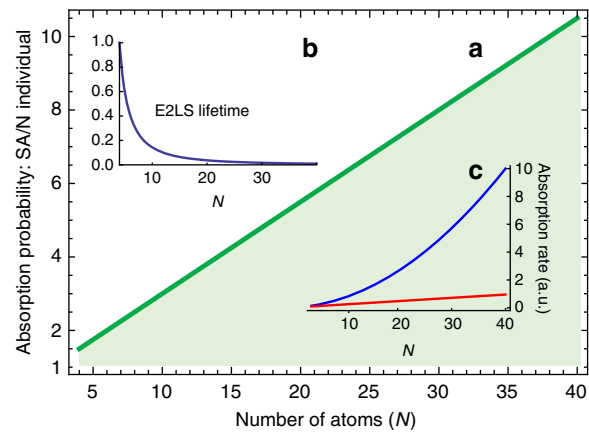 b
a
1.0
0.8
0.6
0.4
0.2
0.0
E2LS lifetime
10 20 30
N
c
10
8
6
4
2
0
Absorption rate (a.u.)
10 20 30 40
N
10
8
6
4
2
1
Absorption probability: SA/N individual
5 10 15 20 25 30 35 40
Number of atoms (N)